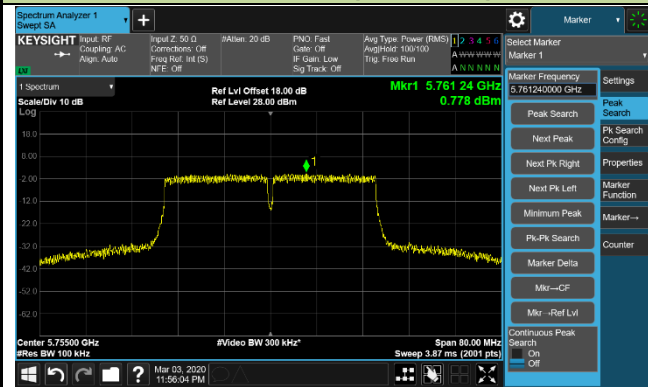 Spectrum Analyzer 1
Swept SA
Marker
KEYSIGHT
Input: RF
Coupling: AC
Align: Auto
Input Z: 50 Ω
Corrections: Off
Freq Ref: Int (S)
NFE: Off
#Atten: 20 dB
PNO: Fast
Gate: Off
IF Gain: Low
Sig Track: Off
Avg Type: Power (RMS)
Avg|Hold: 100/100
Trig: Free Run
1 2 3 4 5 6
A W W W W W
A N N N N N
LXI
Select Marker
Marker 1
1 Spectrum
Scale/Div 10 dB
Log
Ref Lvl Offset 18.00 dB
Ref Level 28.00 dBm
Mkr1 5.761 24 GHz
0.778 dBm
18.0
8.00
-2.00
-12.0
-22.0
-32.0
-42.0
-52.0
-62.0
1
Center 5.75500 GHz
#Res BW 100 kHz
#Video BW 300 kHz*
Span 80.00 MHz
Sweep 3.87 ms (2001 pts)
Marker Frequency
5.761240000 GHz
Peak Search
Next Peak
Next Pk Right
Next Pk Left
Minimum Peak
Pk-Pk Search
Marker Delta
Mkr→CF
Mkr→Ref Lvl
Continuous Peak
Search
On
Off
Settings
Peak
Search
Pk Search
Config
Properties
Marker
Function
Marker→
Counter
Mar 03, 2020
11:56:04 PM